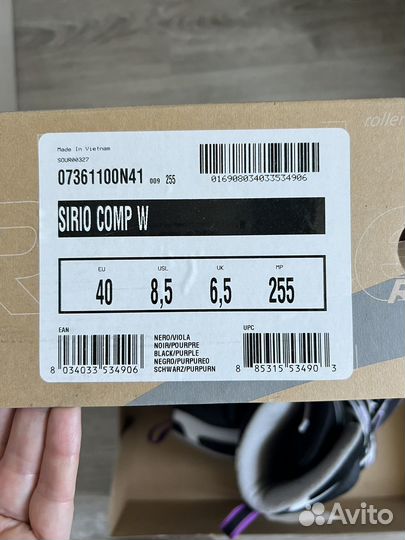 roller
Made In Vietnam
SOUR00327
07361100N41 009 255
016908034033534906
SIRIO COMP W
EU USL UK MP
40 8,5 6,5 255
EAN
8 034033 534906
NERO/VIOLA
NOIR/POURPRE
BLACK/PURPLE
NEGRO/PURPUREO
SCHWARZ/PURPURN
UPC
8 85315 53490 3
R
Avito